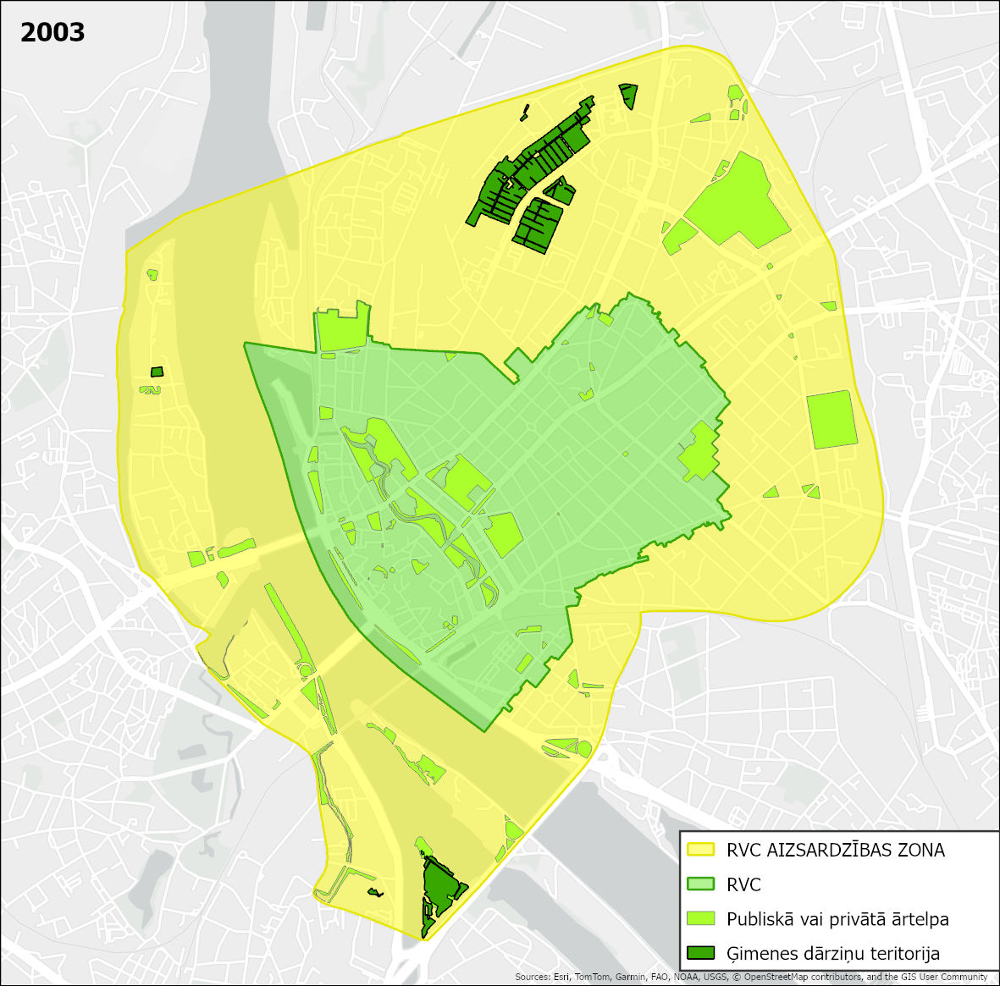 2003
RVC AIZSARDZĪBAS ZONA
RVC
Publiskā vai privātā ārtelpa
Ģimenes dārziņu teritorija
Sources: Esri, TomTom, Garmin, FAO, NOAA, USGS, © OpenStreetMap contributors, and the GIS User Community